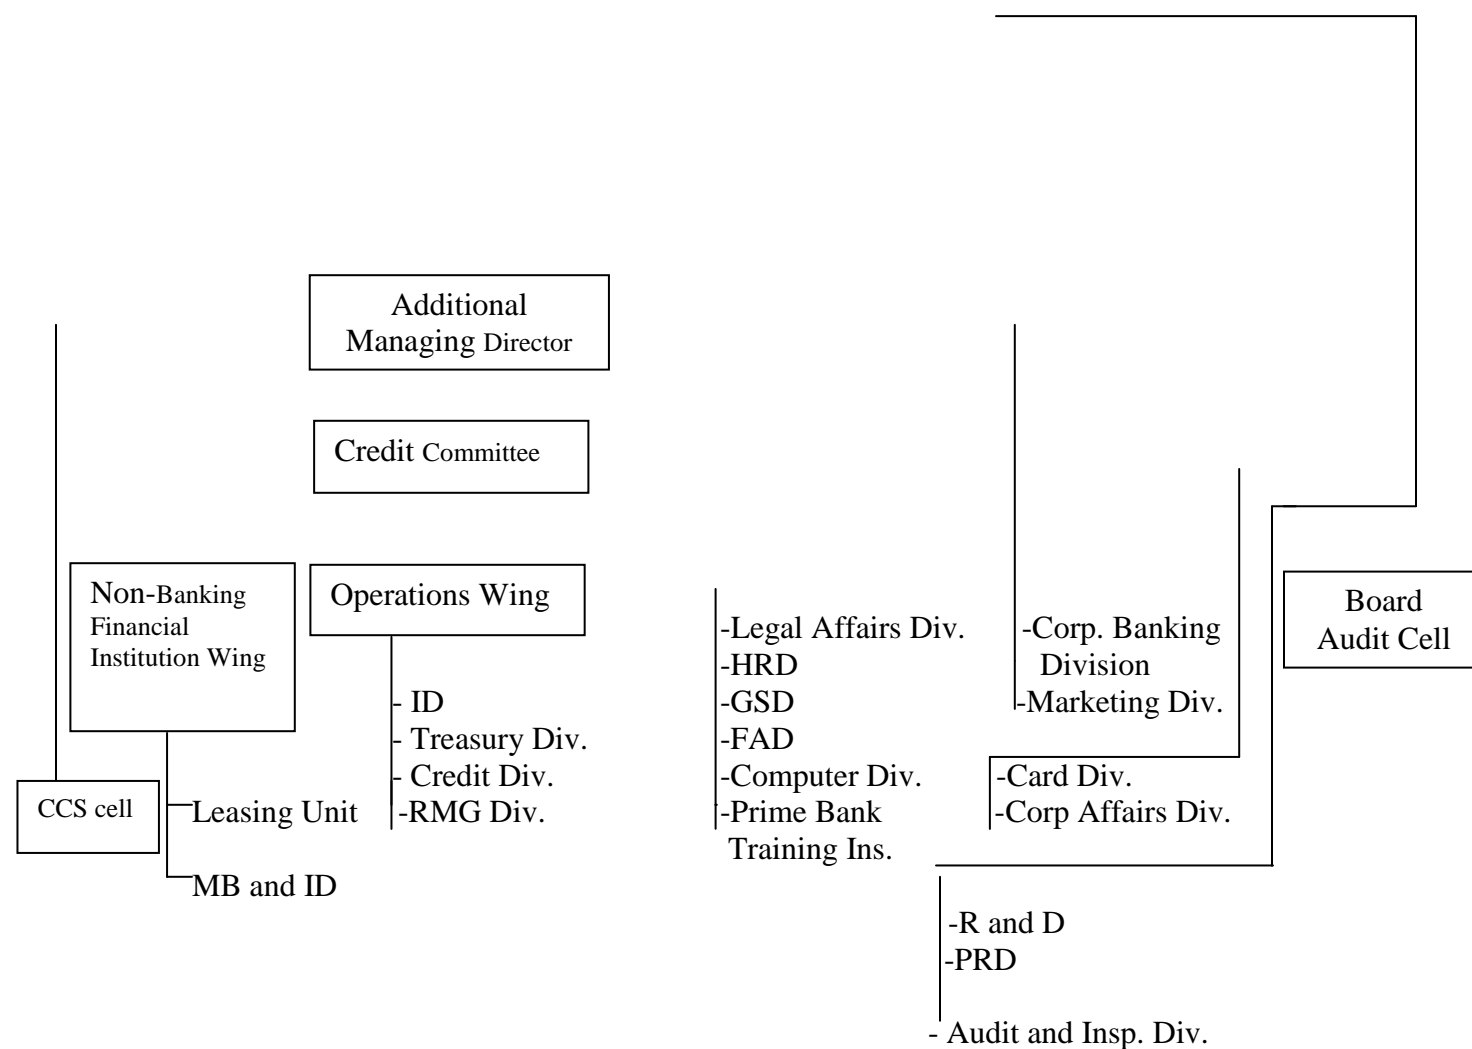 Additional
Managing Director
Credit Committee
Non-Banking
Financial
Institution Wing
Operations Wing
- ID
- Treasury Div.
- Credit Div.
-RMG Div.
CCS cell
Leasing Unit
MB and ID
-Legal Affairs Div.
-HRD
-GSD
-FAD
-Computer Div.
-Prime Bank
Training Ins.
-Corp. Banking
Division
-Marketing Div.
-Card Div.
-Corp Affairs Div.
Board
Audit Cell
-R and D
-PRD
- Audit and Insp. Div.